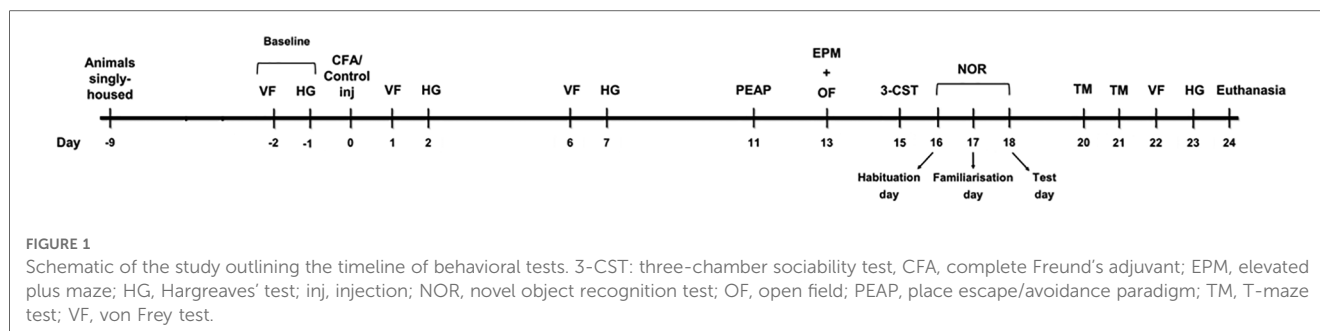 Baseline
Animals
singly-
housed
VF
HG
CFA/
Control
inj
VF
HG
VF
HG
PEAP
EPM
+
OF
3-CST
NOR
TM
TM
VF
HG
Euthanasia
Day
-9
-2
-1
0
1
2
6
7
11
13
15
16
17
18
20
21
22
23
24
Habituation
day
Familiarisation
day
Test
day
FIGURE 1
Schematic of the study outlining the timeline of behavioral tests. 3-CST: three-chamber sociability test, CFA, complete Freund's adjuvant; EPM, elevated
plus maze; HG, Hargreaves' test; inj, injection; NOR, novel object recognition test; OF, open field; PEAP, place escape/avoidance paradigm; TM, T-maze
test; VF, von Frey test.